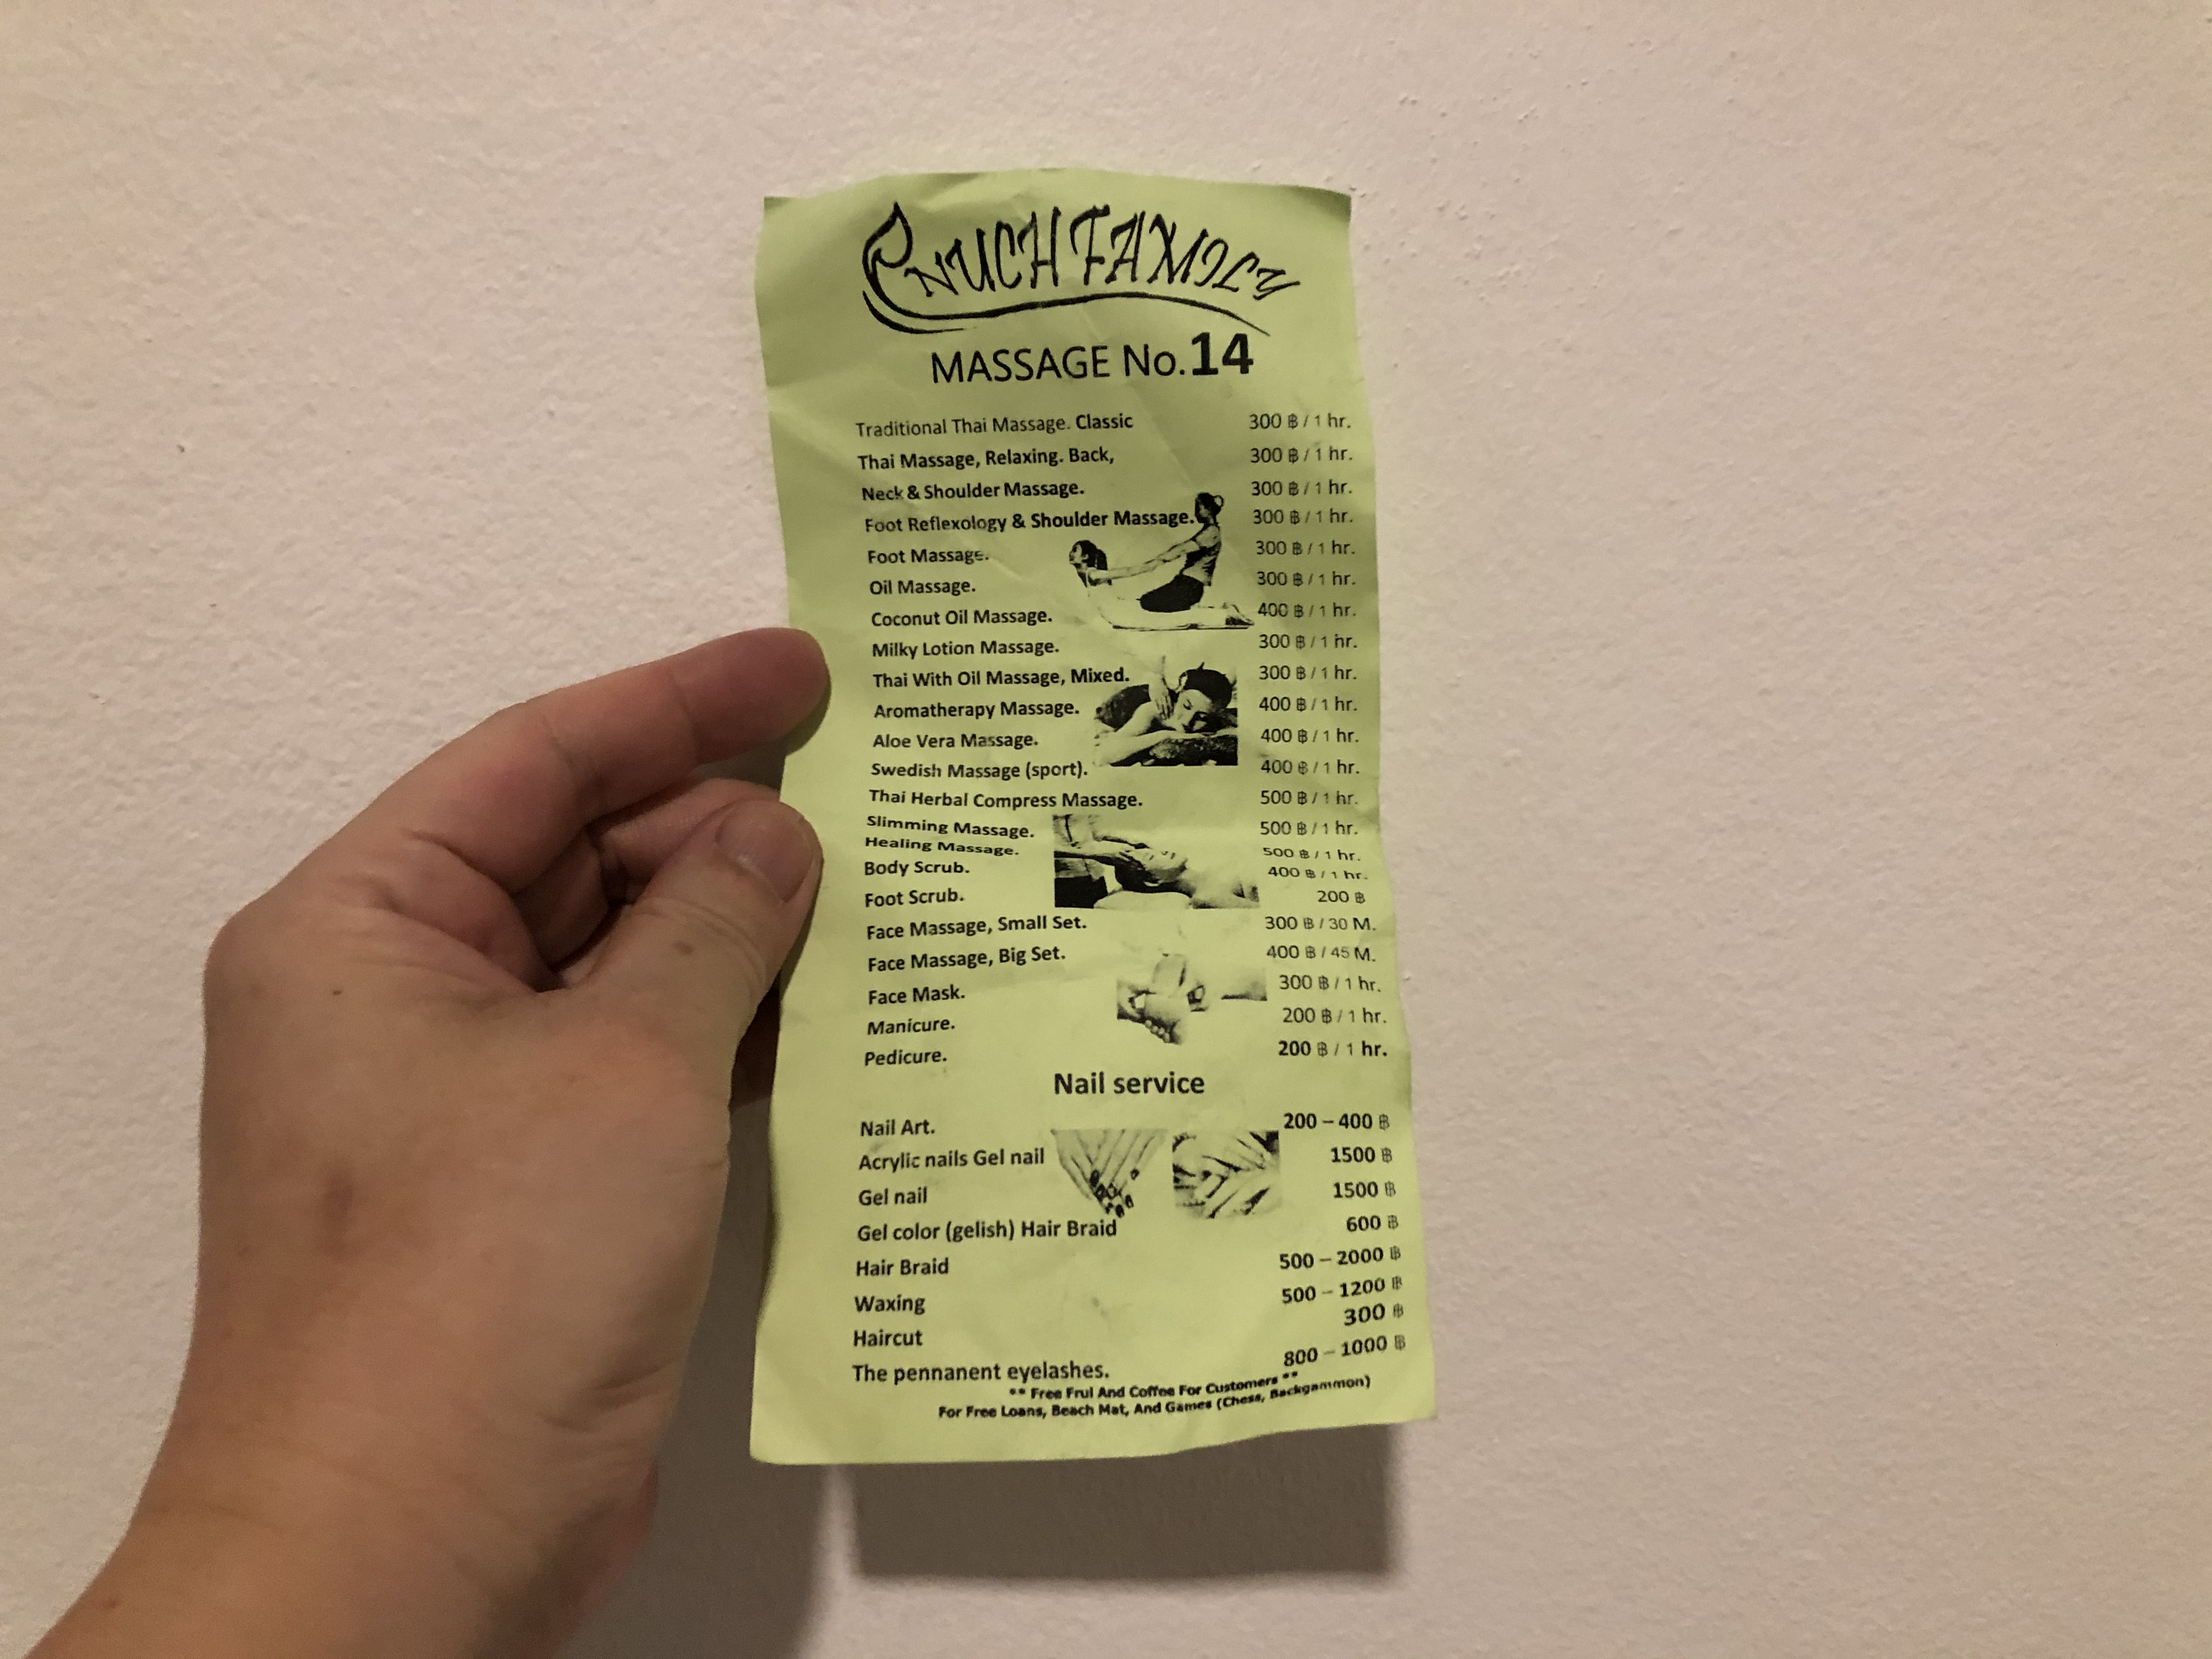 NUCH FAMILY
MASSAGE No.14
Traditional Thai Massage. Classic 300 ฿ / 1 hr.
Thai Massage, Relaxing. Back, 300 ฿ / 1 hr.
Neck & Shoulder Massage. 300 ฿ / 1 hr.
Foot Reflexology & Shoulder Massage. 300 ฿ / 1 hr.
Foot Massage. 300 ฿ / 1 hr.
Oil Massage. 300 ฿ / 1 hr.
Coconut Oil Massage. 400 ฿ / 1 hr.
Milky Lotion Massage. 300 ฿ / 1 hr.
Thai With Oil Massage, Mixed. 300 ฿ / 1 hr.
Aromatherapy Massage. 400 ฿ / 1 hr.
Aloe Vera Massage. 400 ฿ / 1 hr.
Swedish Massage (sport). 400 ฿ / 1 hr.
Thai Herbal Compress Massage. 500 ฿ / 1 hr.
Slimming Massage. 500 ฿ / 1 hr.
Healing Massage. 500 ฿ / 1 hr.
Body Scrub. 400 ฿ / 1 hr.
Foot Scrub. 200 ฿
Face Massage, Small Set. 300 ฿ / 30 M.
Face Massage, Big Set. 400 ฿ / 45 M.
Face Mask. 300 ฿ / 1 hr.
Manicure. 200 ฿ / 1 hr.
Pedicure. 200 ฿ / 1 hr.
Nail service
Nail Art. 200 – 400 ฿
Acrylic nails Gel nail 1500 ฿
Gel nail 1500 ฿
Gel color (gelish) Hair Braid 600 ฿
Hair Braid 500 – 2000 ฿
Waxing 500 – 1200 ฿
Haircut 300 ฿
The pennanent eyelashes. 800 – 1000 ฿
** Free Frul And Coffee For Customers **
For Free Loans, Beach Mat, And Games (Chess, Backgammon)